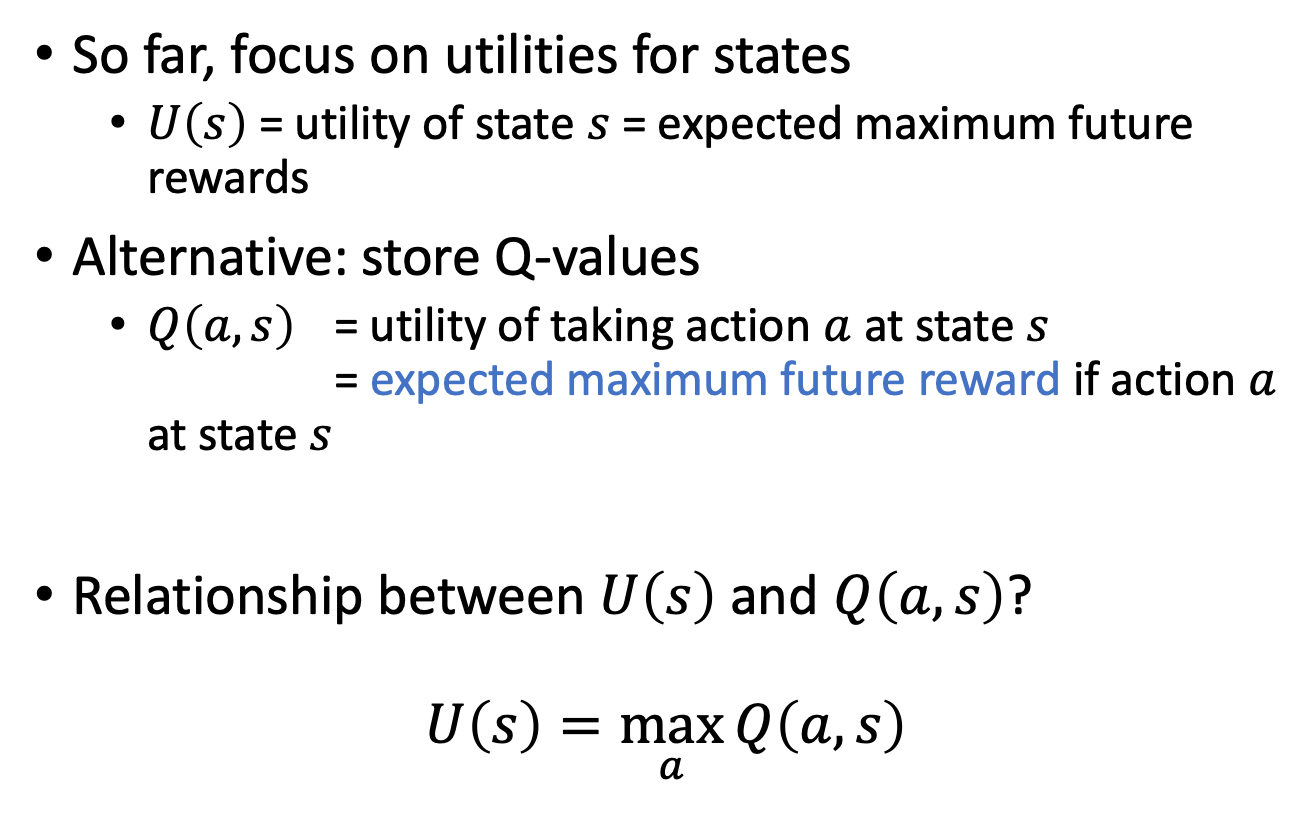 • So far, focus on utilities for states
• U(s) = utility of state s = expected maximum future
rewards
• Alternative: store Q-values
• Q(a, s) = utility of taking action a at state s
= expected maximum future reward if action a
at state s
• Relationship between U(s) and Q(a, s)?
U(s) = max Q(a, s)
a